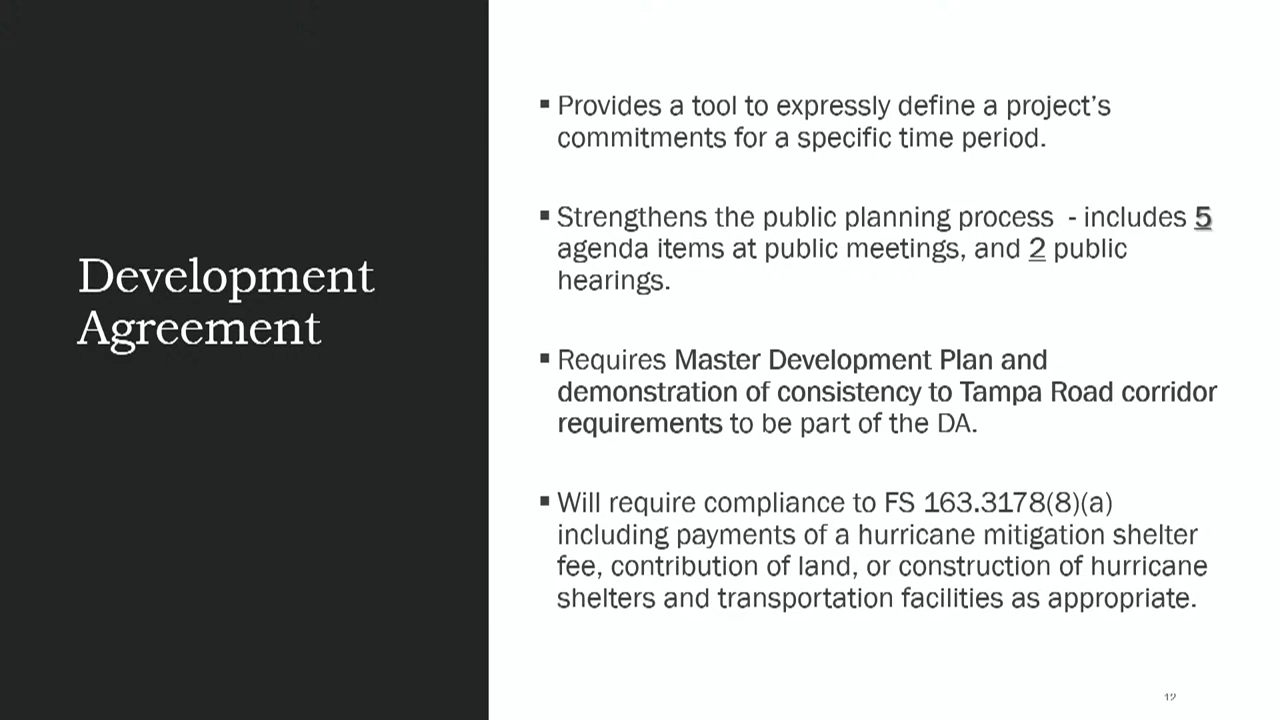 Development
Agreement
▪ Provides a tool to expressly define a project's
commitments for a specific time period.
▪ Strengthens the public planning process - includes 5
agenda items at public meetings, and 2 public
hearings.
▪ Requires Master Development Plan and
demonstration of consistency to Tampa Road corridor
requirements to be part of the DA.
▪ Will require compliance to FS 163.3178(8)(a)
including payments of a hurricane mitigation shelter
fee, contribution of land, or construction of hurricane
shelters and transportation facilities as appropriate.
12